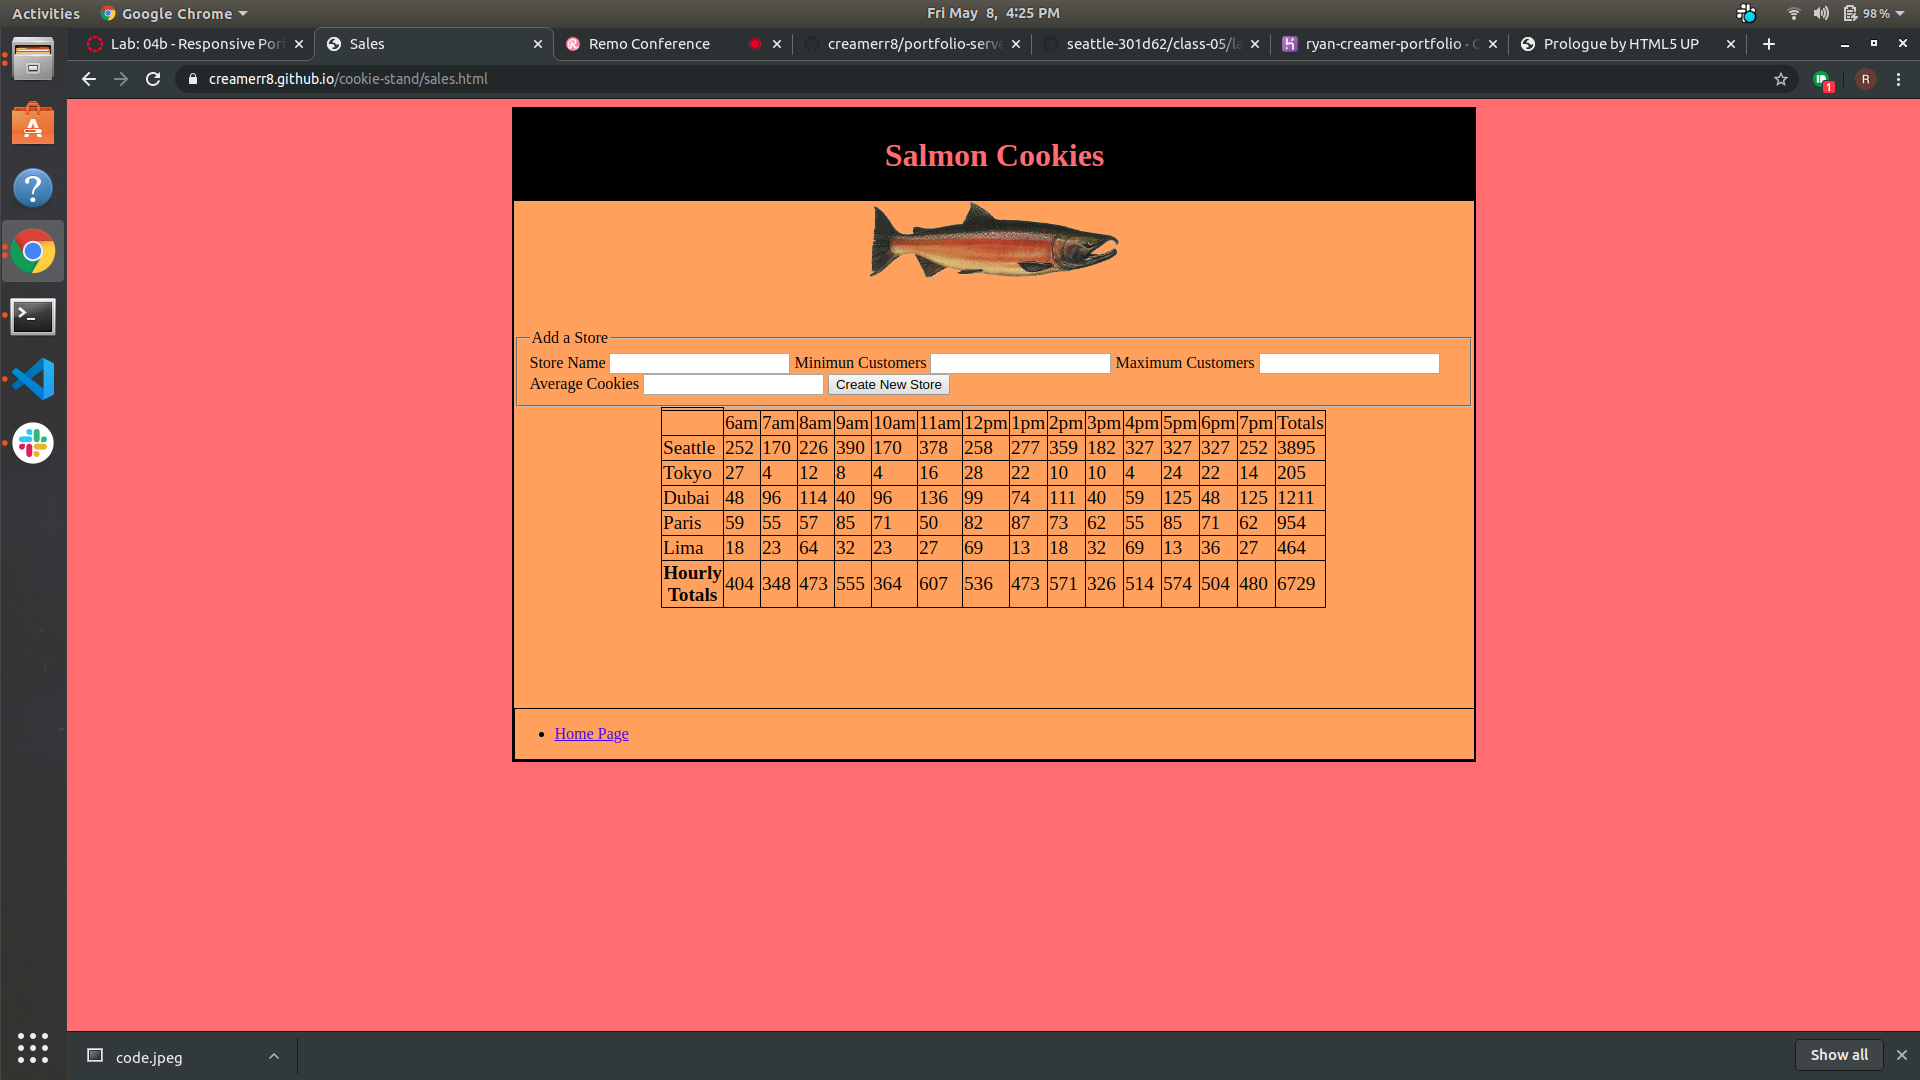 Activities Google Chrome Fri May 8, 4:25 PM 98 %
Lab: 04b - Responsive Port Sales Remo Conference creamerr8/portfolio-serve seattle-301d62/class-05/la ryan-creamer-portfolio · Prologue by HTML5 UP
creamerr8.github.io/cookie-stand/sales.html 1 R
Salmon Cookies
Add a Store
Store Name Minimun Customers Maximum Customers
Average Cookies Create New Store
6am 7am 8am 9am 10am 11am 12pm 1pm 2pm 3pm 4pm 5pm 6pm 7pm Totals
Seattle 252 170 226 390 170 378 258 277 359 182 327 327 327 252 3895
Tokyo 27 4 12 8 4 16 28 22 10 10 4 24 22 14 205
Dubai 48 96 114 40 96 136 99 74 111 40 59 125 48 125 1211
Paris 59 55 57 85 71 50 82 87 73 62 55 85 71 62 954
Lima 18 23 64 32 23 27 69 13 18 32 69 13 36 27 464
Hourly Totals 404 348 473 555 364 607 536 473 571 326 514 574 504 480 6729
Home Page
code.jpeg Show all